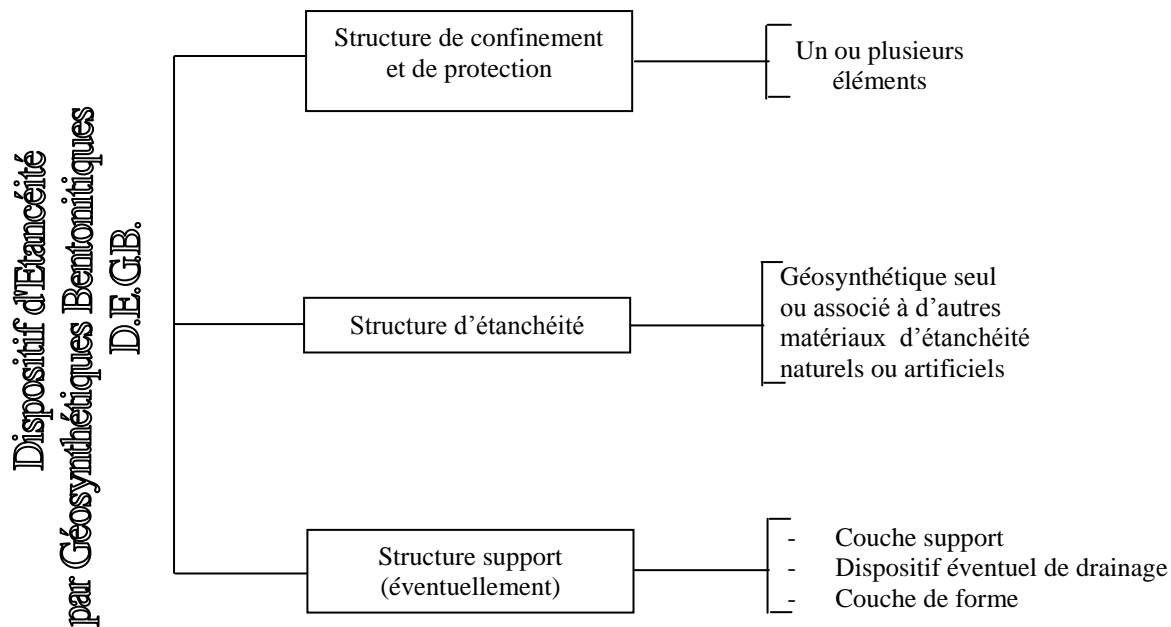 Dispositif d'Etancéité
par Géosynthétiques Bentonitiques
D.E.G.B.
Structure de confinement
et de protection
Un ou plusieurs
éléments
Structure d’étanchéité
Géosynthétique seul
ou associé à d’autres
matériaux d’étanchéité
naturels ou artificiels
Structure support
(éventuellement)
- Couche support
- Dispositif éventuel de drainage
- Couche de forme